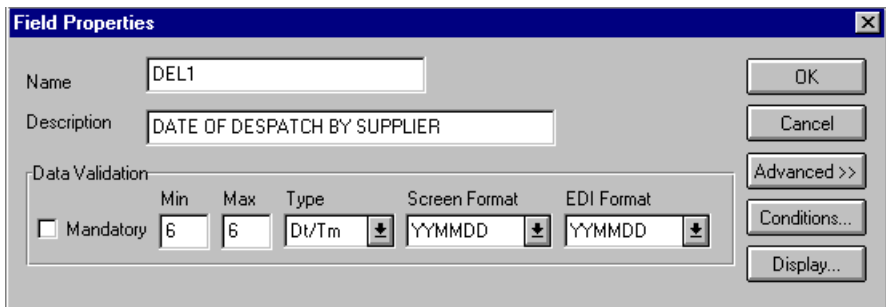 Field Properties
Name DEL1 OK
Description DATE OF DESPATCH BY SUPPLIER Cancel
Data Validation Advanced >>
Min Max Type Screen Format EDI Format
Mandatory 6 6 Dt/Tm YYMMDD YYMMDD Conditions...
Display...